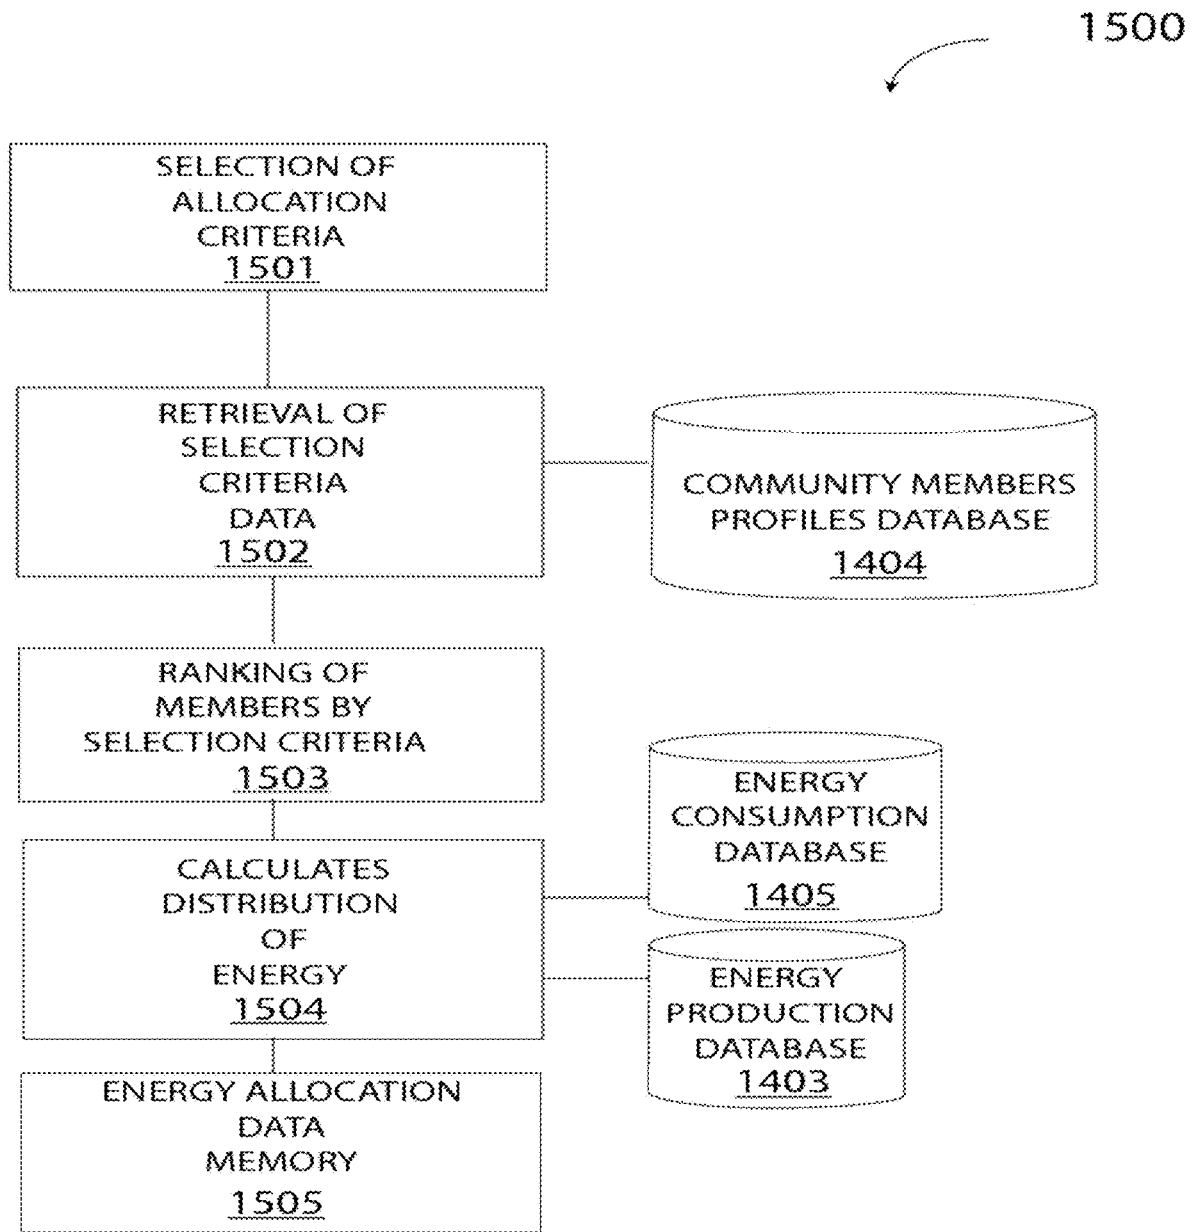 1500
SELECTION OF
ALLOCATION
CRITERIA
1501
RETRIEVAL OF
SELECTION
CRITERIA
DATA
1502
COMMUNITY MEMBERS
PROFILES DATABASE
1404
RANKING OF
MEMBERS BY
SELECTION CRITERIA
1503
ENERGY
CONSUMPTION
DATABASE
1405
CALCULATES
DISTRIBUTION
OF
ENERGY
1504
ENERGY
PRODUCTION
DATABASE
1403
ENERGY ALLOCATION
DATA
MEMORY
1505